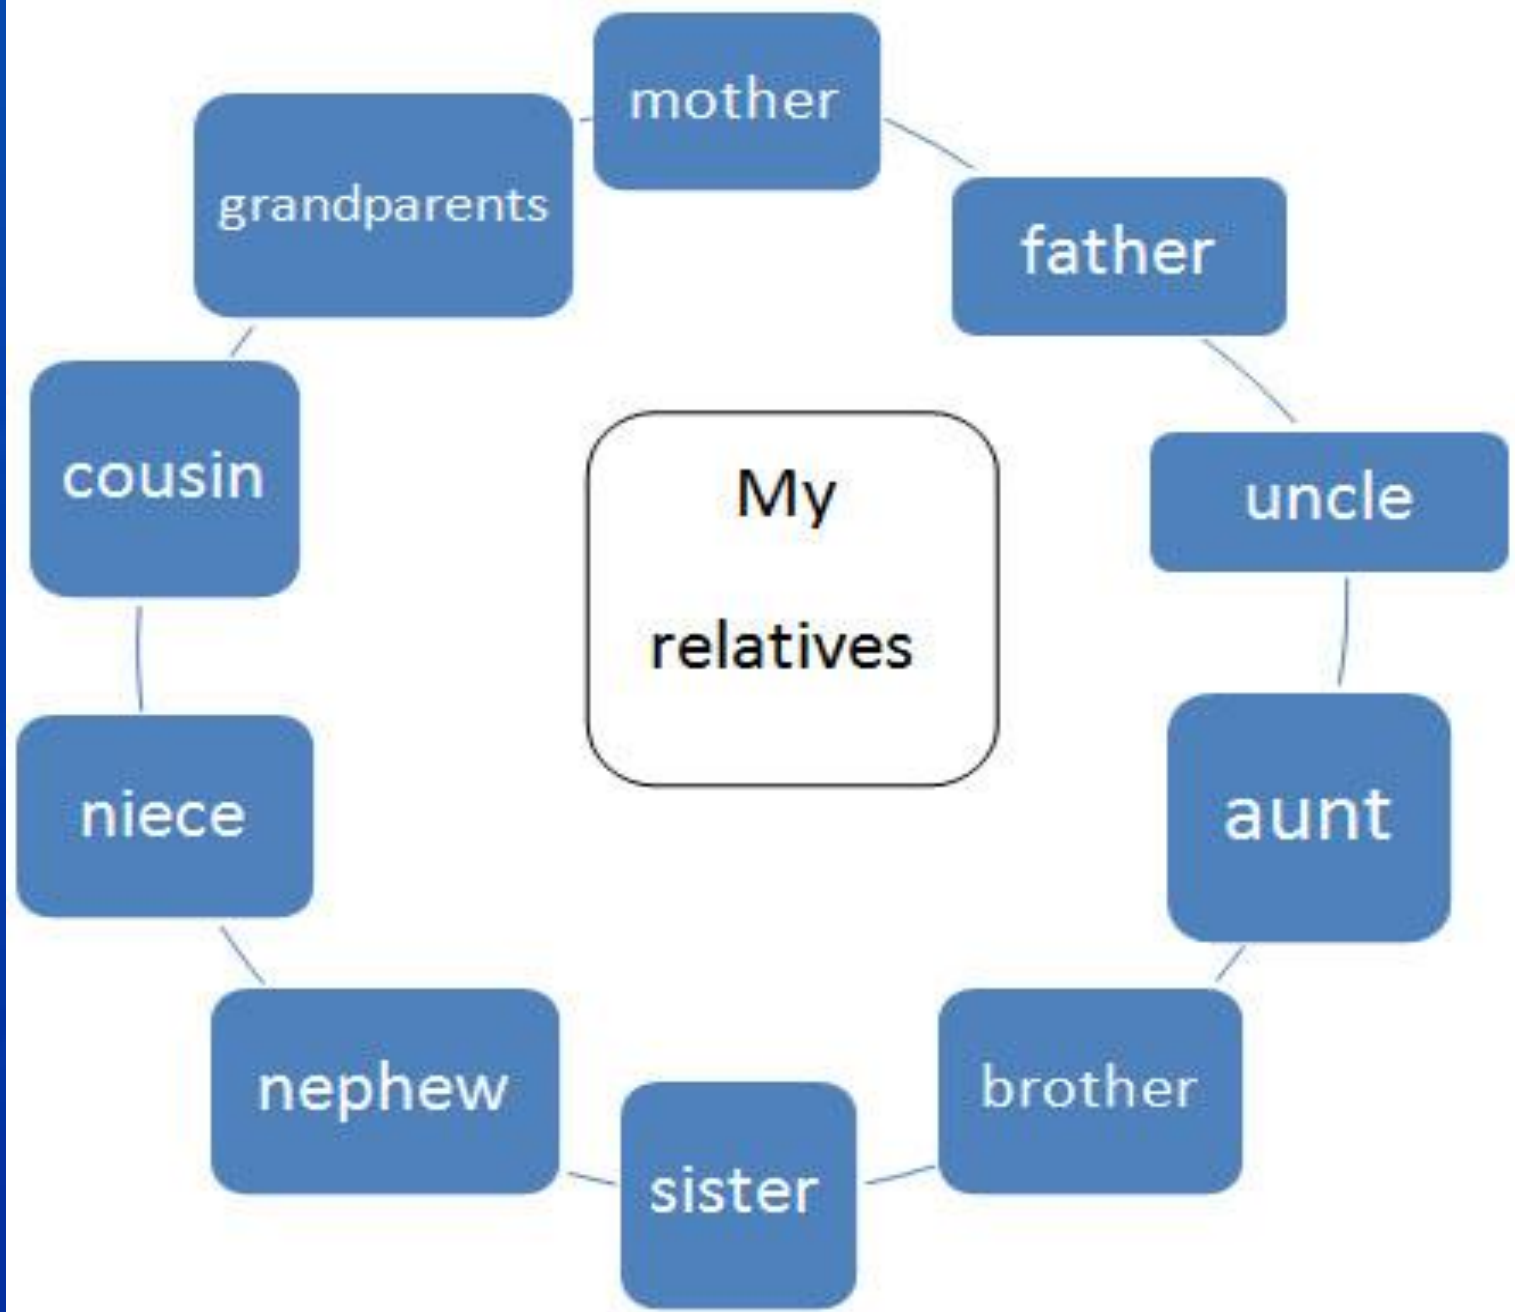 mother
father
uncle
aunt
brother
sister
nephew
niece
cousin
grandparents
My
relatives